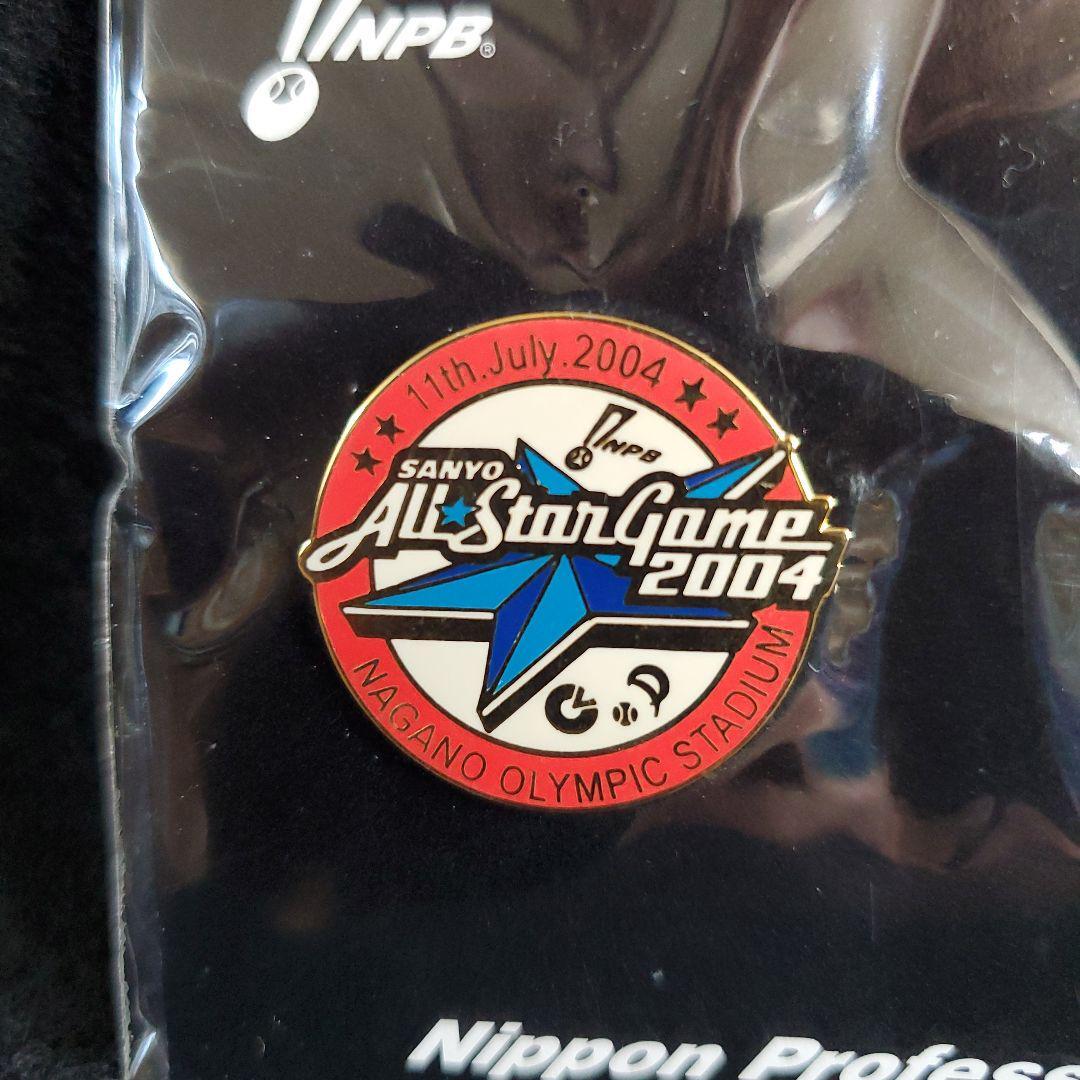 NPB®
11th.July.2004
NPB
SANYO
ALL★StarGame
2004
NAGANO OLYMPIC STADIUM
Nippon Profess